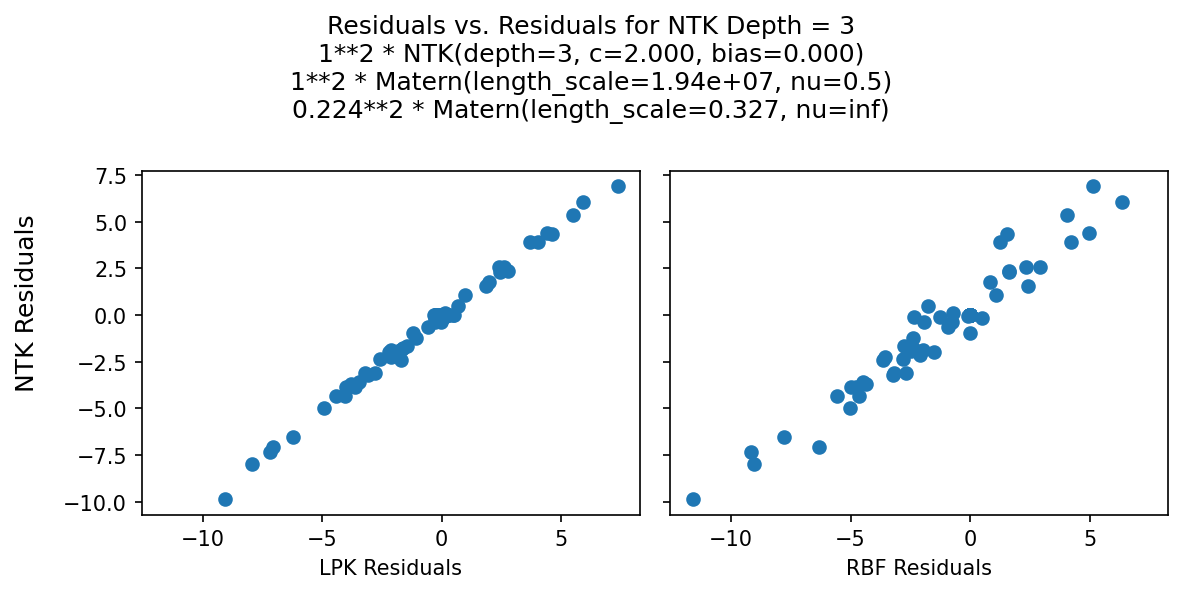 Residuals vs. Residuals for NTK Depth = 3
1**2 * NTK(depth=3, c=2.000, bias=0.000)
1**2 * Matern(length_scale=1.94e+07, nu=0.5)
0.224**2 * Matern(length_scale=0.327, nu=inf)
NTK Residuals
7.5
5.0
2.5
0.0
−2.5
−5.0
−7.5
−10.0
−10 −5 0 5
LPK Residuals
−10 −5 0 5
RBF Residuals